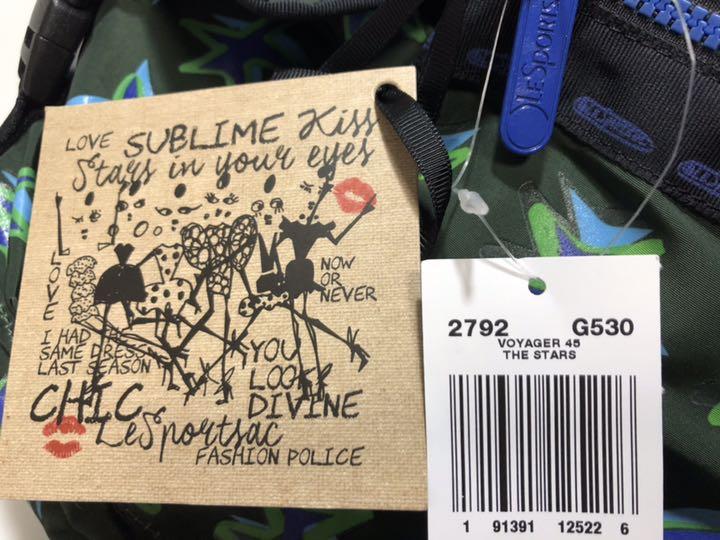 LOVE SUBLIME Kiss
Stars in your eyes
LOVE
NOW
OR
NEVER
I HAD
SAME DRESS
LAST SEASON
YOU
LOOK
DIVINE
CHIC
LeSportsac
FASHION POLICE
LeSports
2792 G530
VOYAGER 45
THE STARS
1 91391 12522 6